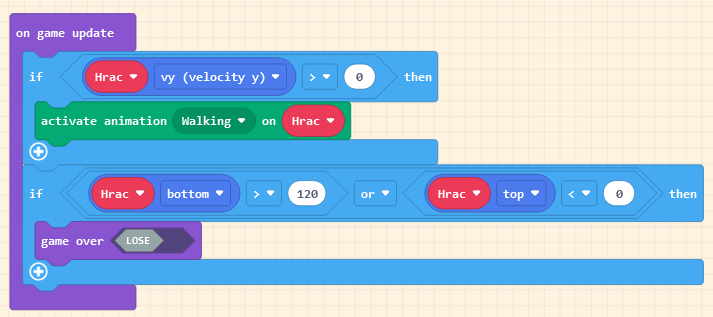 on game update
if Hrac vy (velocity y) > 0 then
activate animation Walking on Hrac
if Hrac bottom > 120 or Hrac top < 0 then
game over LOSE